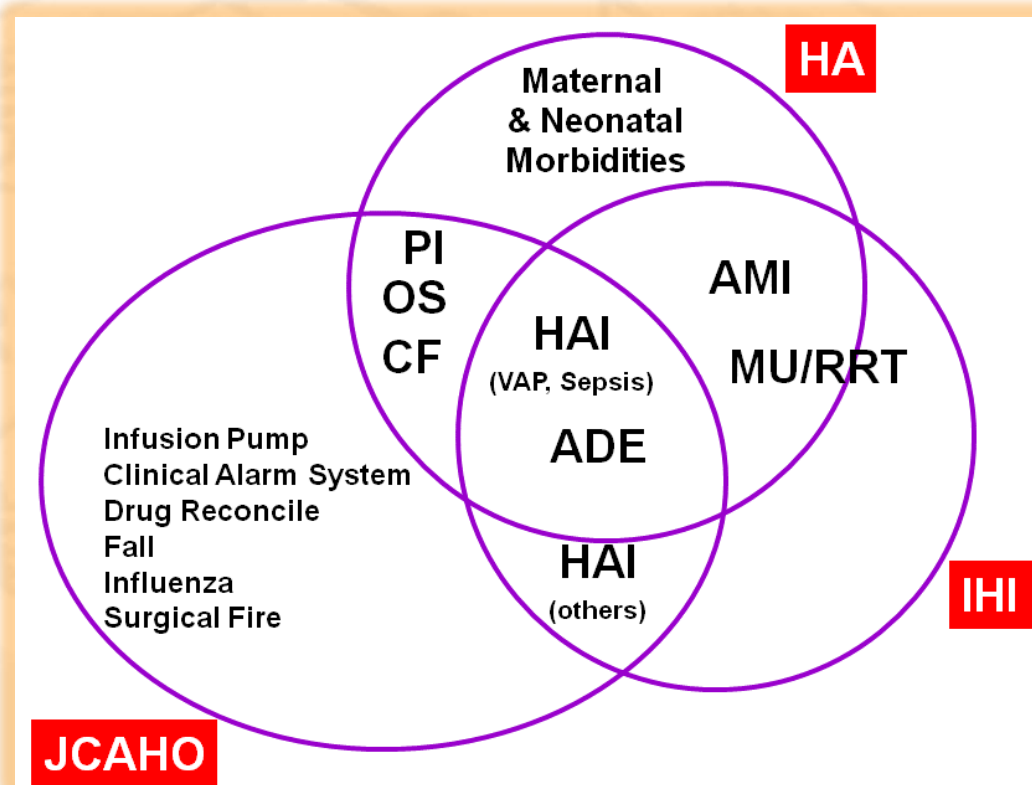 HA
Maternal
& Neonatal
Morbidities
PI
OS
CF
AMI
HAI
(VAP, Sepsis)
MU/RRT
ADE
Infusion Pump
Clinical Alarm System
Drug Reconcile
Fall
Influenza
Surgical Fire
HAI
(others)
IHI
JCAHO